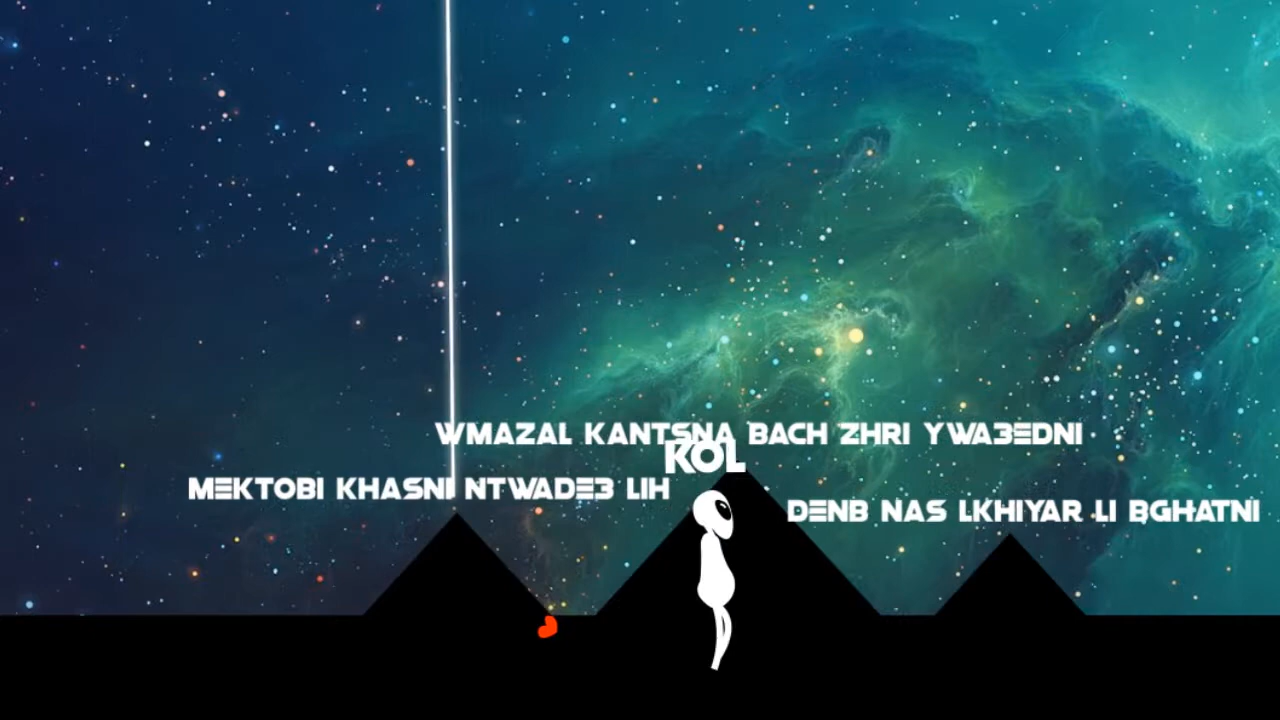 WMAZAL KANTSNA BACH ZHRI YWA3EDNI
KOL
MEKTOBI KHASNI NTWADE3 LIH
DENB NAS LKHIYAR LI BGHATNI